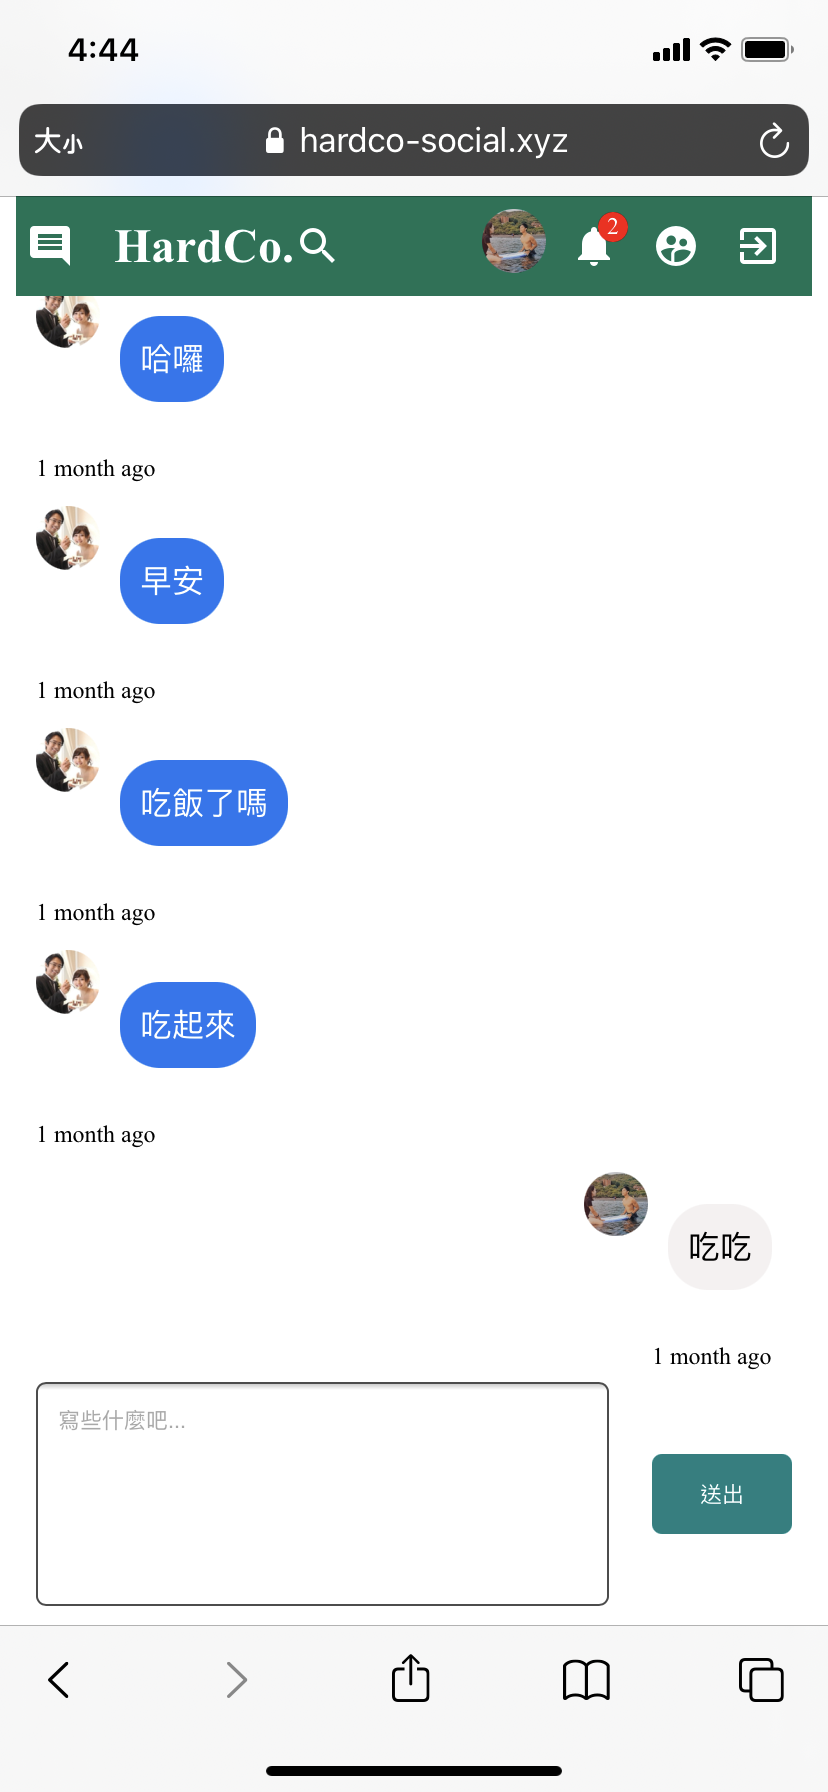 4:44
大小
hardco-social.xyz
HardCo.
2
哈囉
1 month ago
早安
1 month ago
吃飯了嗎
1 month ago
吃起來
1 month ago
吃吃
1 month ago
寫些什麼吧...
送出